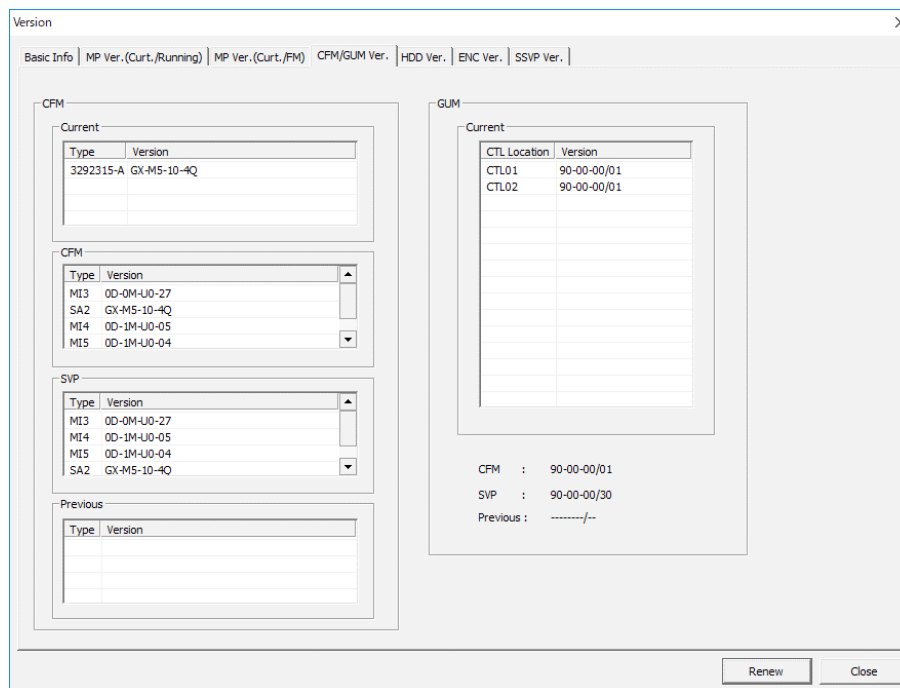 Version
Basic Info MP Ver.(Curt./Running) MP Ver.(Curt./FM) CFM/GUM Ver. HDD Ver. ENC Ver. SSVP Ver.
CFM
Current
Type Version
3292315-A GX-M5-10-4Q
CFM
Type Version
MI3 0D-0M-U0-27
SA2 GX-M5-10-4Q
MI4 0D-1M-U0-05
MI5 0D-1M-U0-04
SVP
Type Version
MI3 0D-0M-U0-27
MI4 0D-1M-U0-05
MI5 0D-1M-U0-04
SA2 GX-M5-10-4Q
Previous
Type Version
GUM
Current
CTL Location Version
CTL01 90-00-00/01
CTL02 90-00-00/01
CFM : 90-00-00/01
SVP : 90-00-00/30
Previous : --------/--
Renew Close